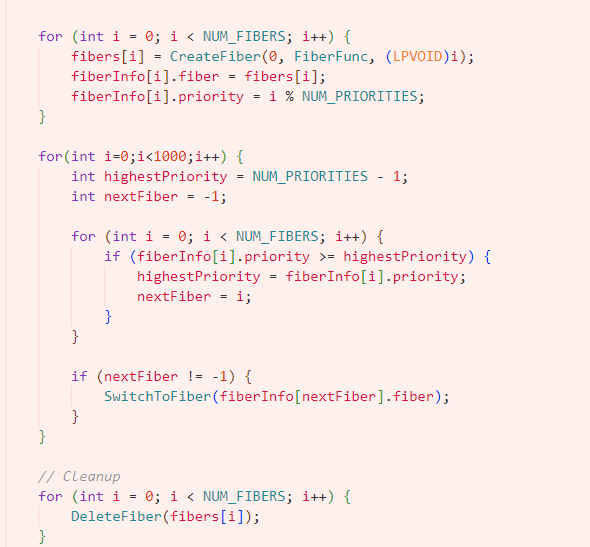 for (int i = 0; i < NUM_FIBERS; i++) {
    fibers[i] = CreateFiber(0, FiberFunc, (LPVOID)i);
    fiberInfo[i].fiber = fibers[i];
    fiberInfo[i].priority = i % NUM_PRIORITIES;
}

for(int i=0;i<1000;i++) {
    int highestPriority = NUM_PRIORITIES - 1;
    int nextFiber = -1;

    for (int i = 0; i < NUM_FIBERS; i++) {
        if (fiberInfo[i].priority >= highestPriority) {
            highestPriority = fiberInfo[i].priority;
            nextFiber = i;
        }
    }

    if (nextFiber != -1) {
        SwitchToFiber(fiberInfo[nextFiber].fiber);
    }
}

// Cleanup
for (int i = 0; i < NUM_FIBERS; i++) {
    DeleteFiber(fibers[i]);
}